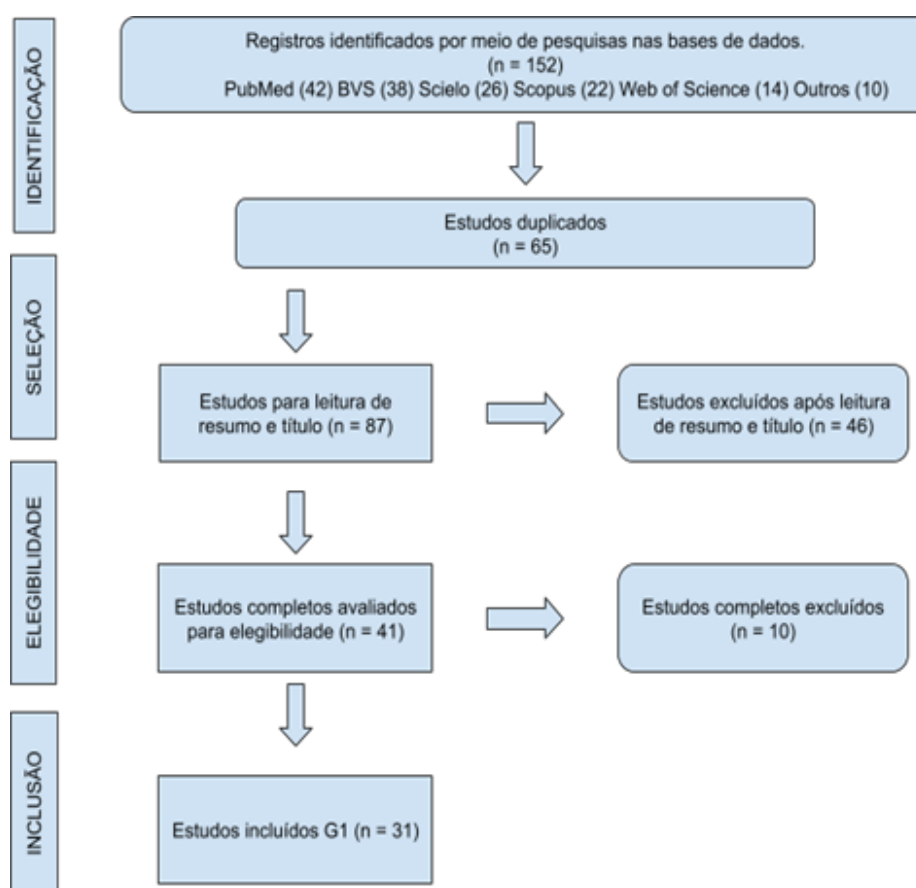 IDENTIFICAÇÃO
Registros identificados por meio de pesquisas nas bases de dados.
(n = 152)
PubMed (42) BVS (38) Scielo (26) Scopus (22) Web of Science (14) Outros (10)
Estudos duplicados
(n = 65)
SELEÇÃO
Estudos para leitura de
resumo e título (n = 87)
Estudos excluídos após leitura
de resumo e título (n = 46)
ELEGIBILIDADE
Estudos completos avaliados
para elegibilidade (n = 41)
Estudos completos excluídos
(n = 10)
INCLUSÃO
Estudos incluídos G1 (n = 31)